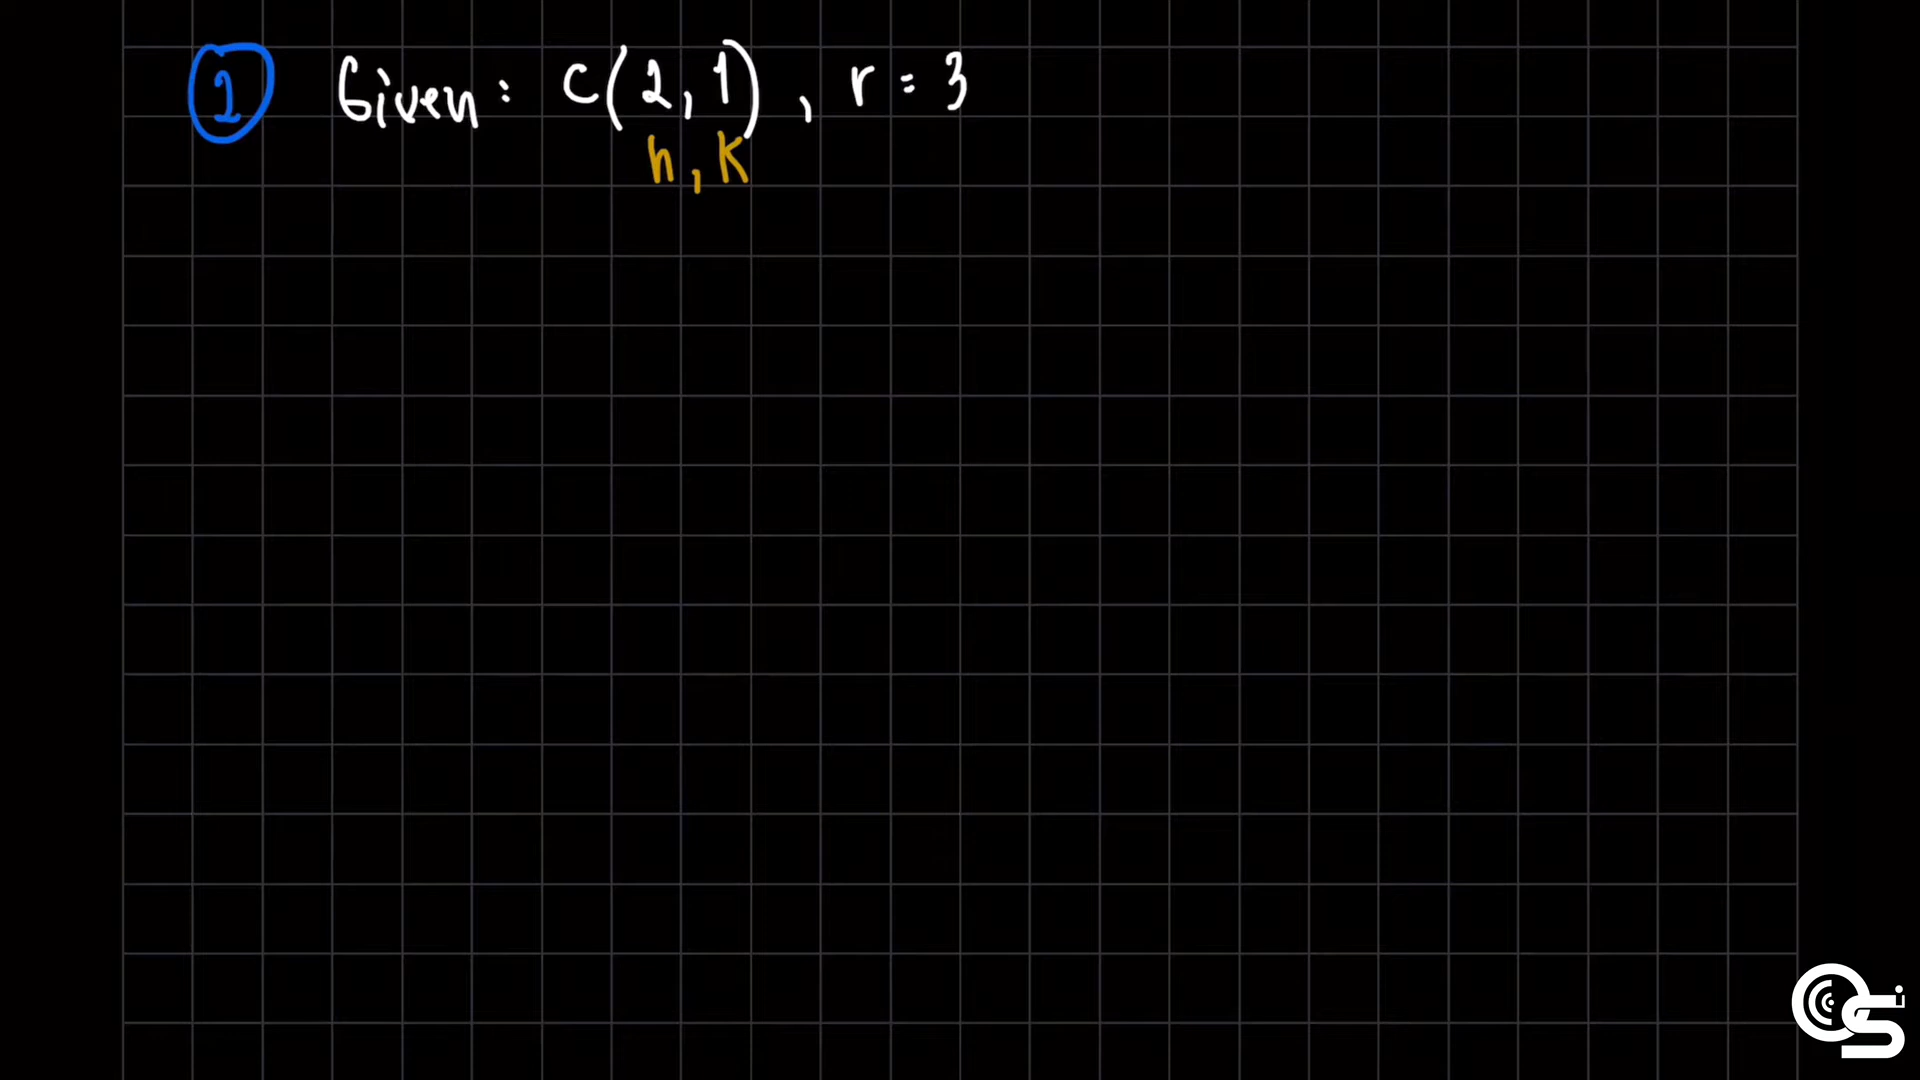 1 Given: C(2,1), r=3
h, k